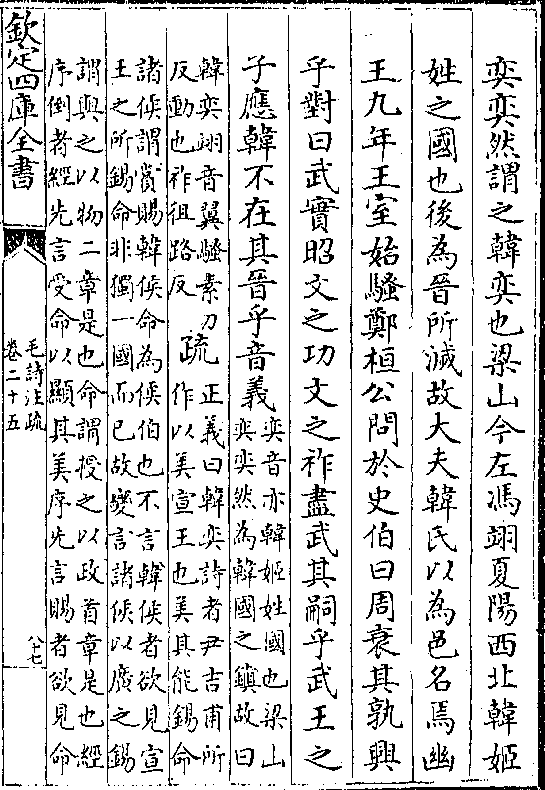 奕奕然謂之韓奕也梁山今左馮翊夏陽西北韓姬
姓之國也後為晉所滅故大夫韓氏以為邑名焉幽
王九年王室始騷鄭桓公問於史伯曰周衰其孰興
乎對曰武實昭文之功文之祚盡武其嗣乎武王之
子應韓不在其晉乎音義
奕音亦韓姬姓國也梁山
奕奕然為韓國之鎮故曰
韓奕翊音翼騷素刀
反動也祚徂路反
疏
正義曰韓奕詩者尹吉甫所
作以美宣王也美其能錫命
諸侯謂賞賜韓侯命為侯伯也不言韓侯者欲見宣
王之所錫命非獨一國而已故變言諸侯以廣之錫
謂與之以物二章是也命謂授之以政首章是也經
序倒者經先言受命以顯其美序先言賜者欲見命
欽定四庫全書
毛詩注疏
卷二十五
八十七